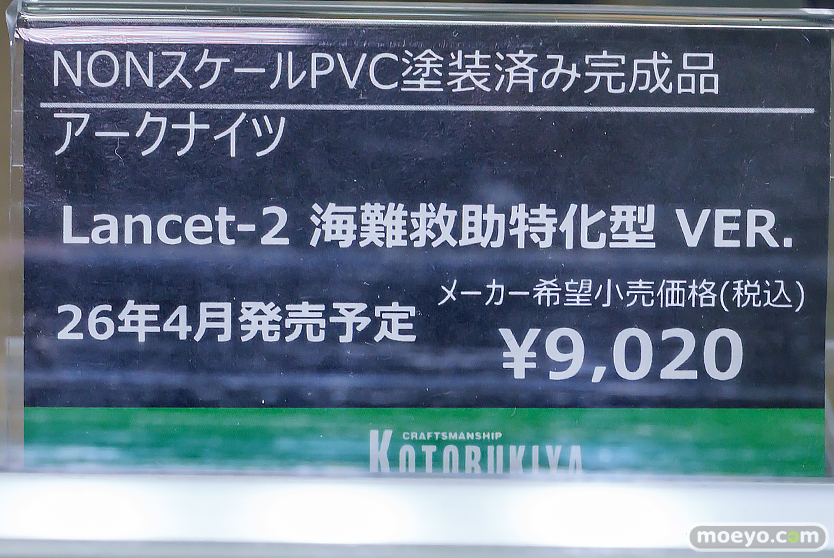 NONスケールPVC塗装済み完成品
アークナイツ
Lancet-2 海難救助特化型 VER.
メーカー希望小売価格(税込)
26年4月発売予定
¥9,020
CRAFTSMANSHIP
KOTOBUKIYA
moeyo.com